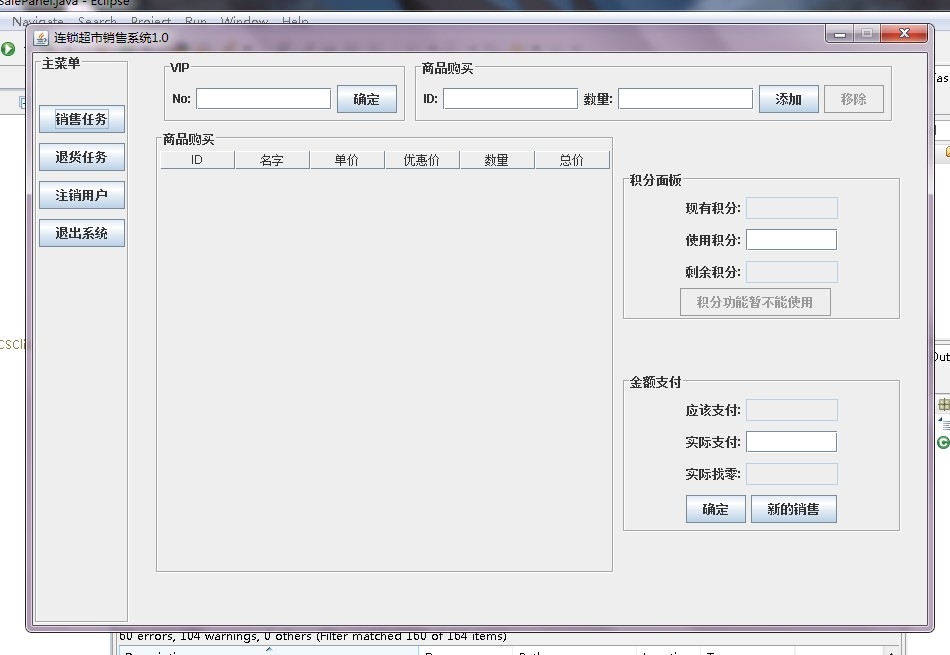 salePanel.java - Eclipse
Navigate Search Project Run Window Help
连锁超市销售系统1.0
主菜单
销售任务
退货任务
注销用户
退出系统
VIP
No:
确定
商品购买
ID:
数量:
添加
移除
商品购买
ID 名字 单价 优惠价 数量 总价
积分面板
现有积分:
使用积分:
剩余积分:
积分功能暂不能使用
金额支付
应该支付:
实际支付:
实际找零:
确定
新的销售
60 errors, 104 warnings, 0 others (Filter matched 160 of 164 items)